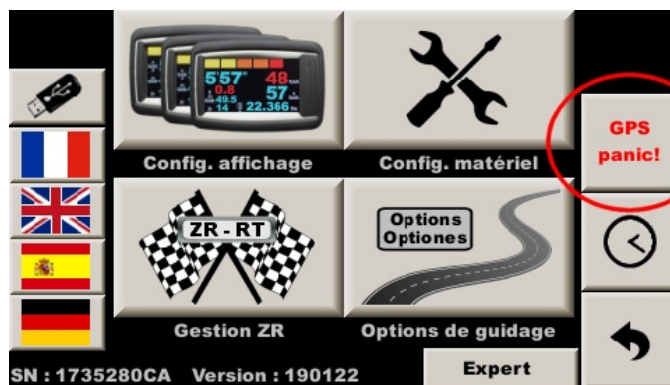 5'57"
48
0.8
49.5
57
14
22.366
Config. affichage
Config. matériel
GPS
panic!
ZR - RT
Options
Optiones
Gestion ZR
Options de guidage
Expert
SN : 1735280CA Version : 190122